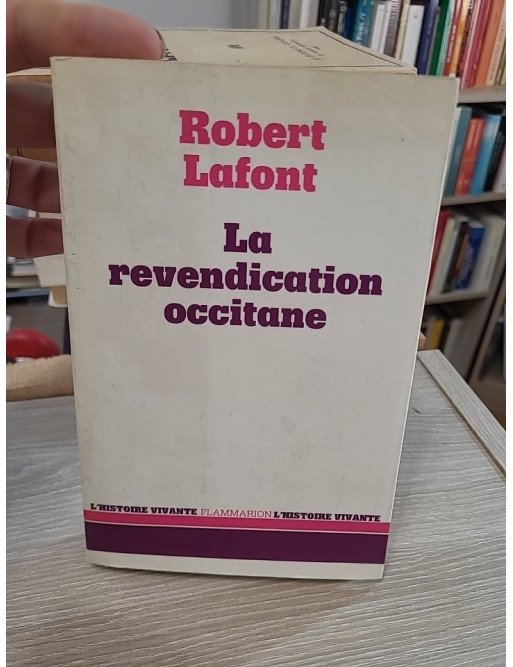 Robert
Lafont
La
revendication
occitane
L'HISTOIRE VIVANTE FLAMMARION L'HISTOIRE VIVANTE